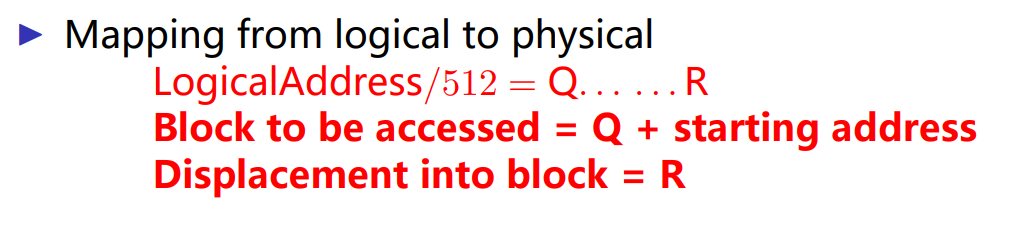 ▶ Mapping from logical to physical
LogicalAddress/512 = Q. . . . . . R
Block to be accessed = Q + starting address
Displacement into block = R